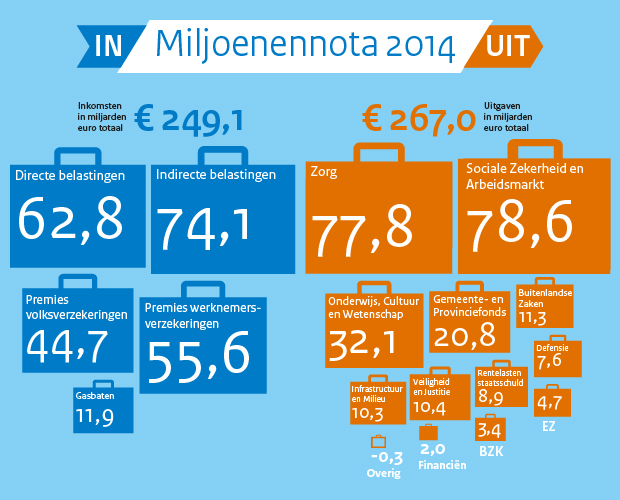 IN
Miljoenennota 2014
UIT
Inkomsten
in miljarden
euro totaal
€ 249,1
€ 267,0
Uitgaven
in miljarden
euro totaal
Directe belastingen
62,8
Indirecte belastingen
74,1
Zorg
77,8
Sociale Zekerheid en
Arbeidsmarkt
78,6
Premies
volksverzekeringen
44,7
Premies werknemers-
verzekeringen
55,6
Gasbaten
11,9
Onderwijs, Cultuur
en Wetenschap
32,1
Gemeente- en
Provinciefonds
20,8
Buitenlandse
Zaken
11,3
Defensie
7,6
Infrastructuur
en Milieu
10,3
Veiligheid
en Justitie
10,4
Rentelasten
staatsschuld
8,9
4,7
EZ
-0,3
Overig
2,0
Financiën
3,4
BZK